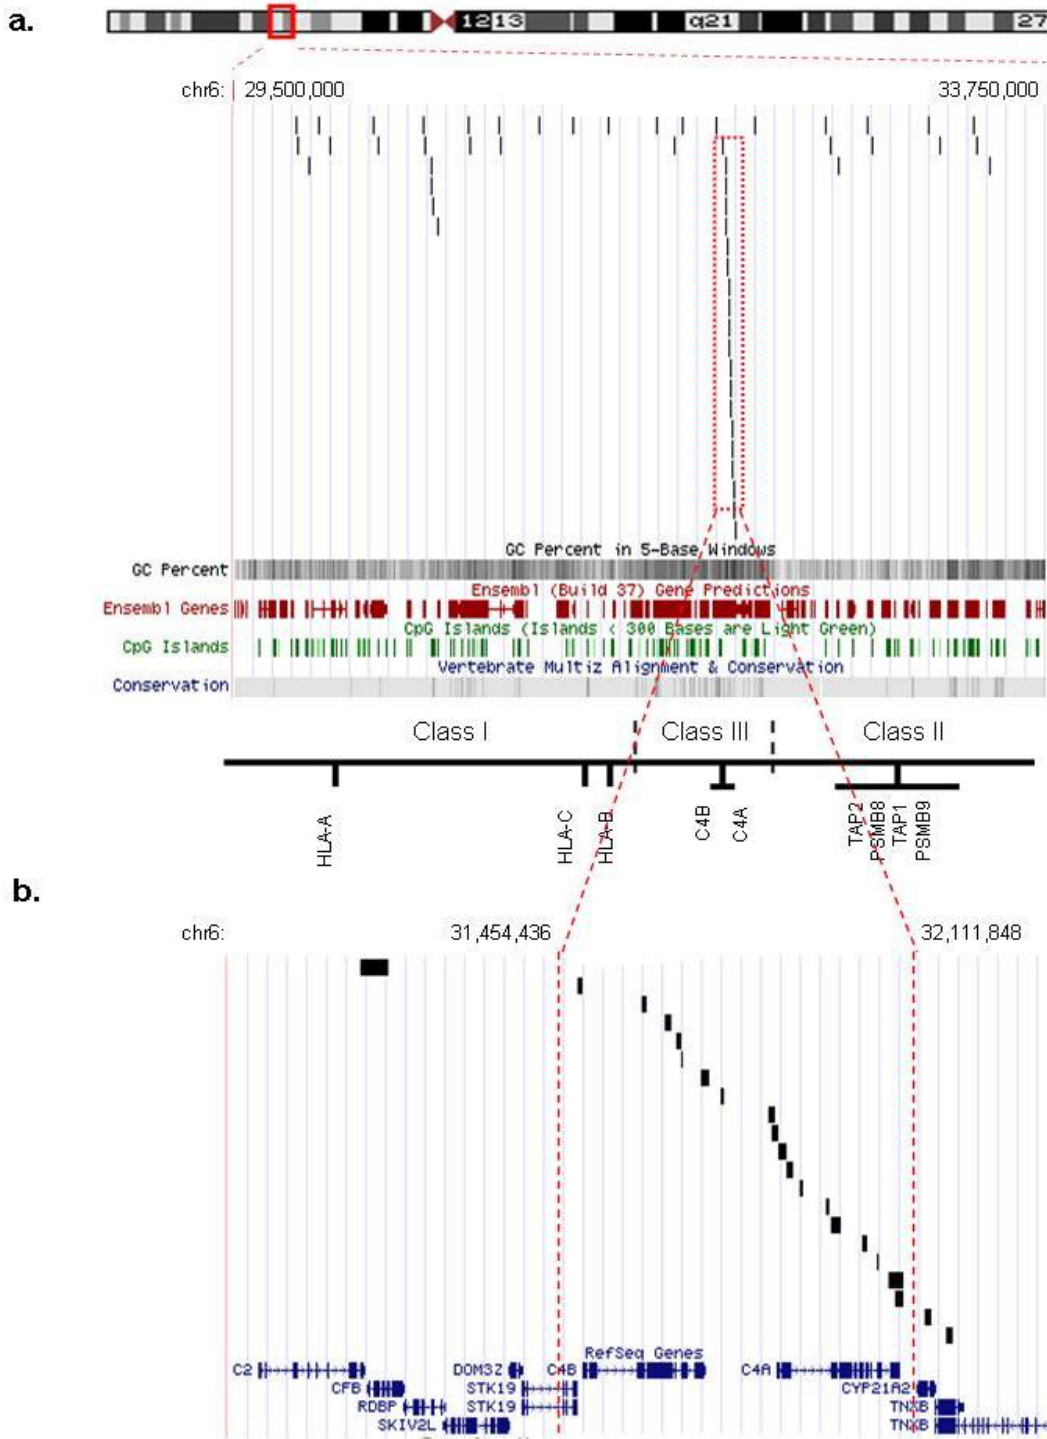 a.
12 13 q21 27
chr6: 29,500,000 33,750,000
GC Percent in 5-Base Windows
GC Percent
Ensembl (Build 37) Gene Predictions
Ensembl Genes
CpG Islands (Islands < 300 Bases are Light Green)
CpG Islands
Vertebrate Multiz Alignment & Conservation
Conservation
Class I Class III Class II
HLA-A HLA-C HLA-B C4B C4A TAP2 PSMB8 TAP1 PSMB9
b.
chr6: 31,454,436 32,111,848
RefSeq Genes
C2 DOM3Z C4B C4A
CFB STK19 CYP21A2
RDBP STK19 TNXB
SKIV2L TNXB